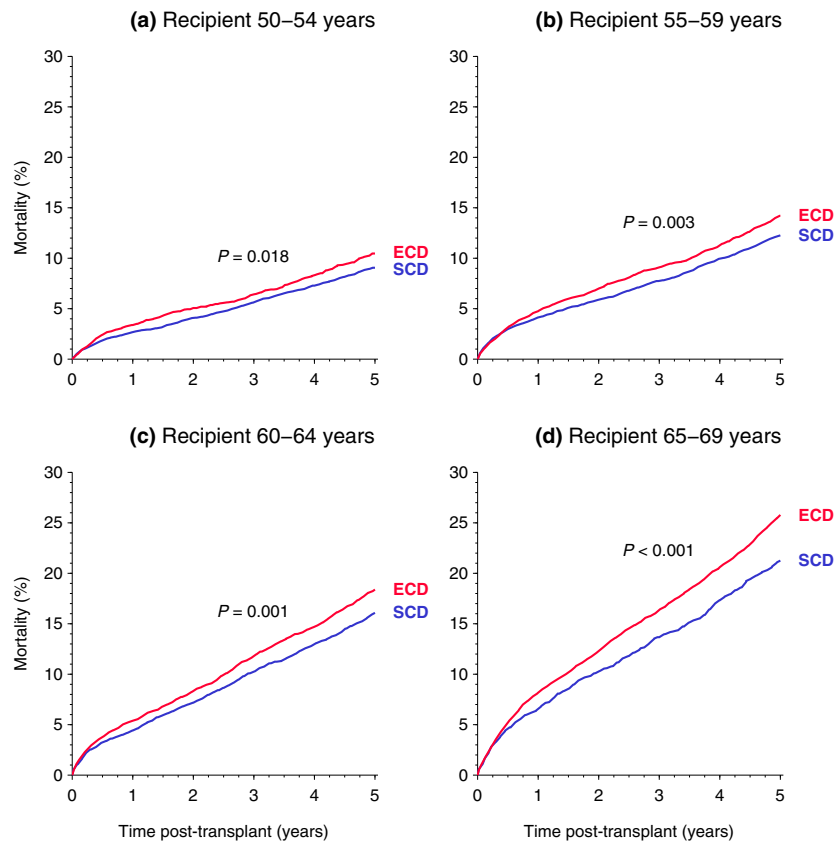 (a) Recipient 50–54 years
(b) Recipient 55–59 years
30
25
20
15
10
5
0
Mortality (%)
P = 0.018
ECD
SCD
0 1 2 3 4 5
30
25
20
15
10
5
0
P = 0.003
ECD
SCD
0 1 2 3 4 5
(c) Recipient 60–64 years
(d) Recipient 65–69 years
30
25
20
15
10
5
0
Mortality (%)
P = 0.001
ECD
SCD
0 1 2 3 4 5
Time post-transplant (years)
30
25
20
15
10
5
0
P < 0.001
ECD
SCD
0 1 2 3 4 5
Time post-transplant (years)